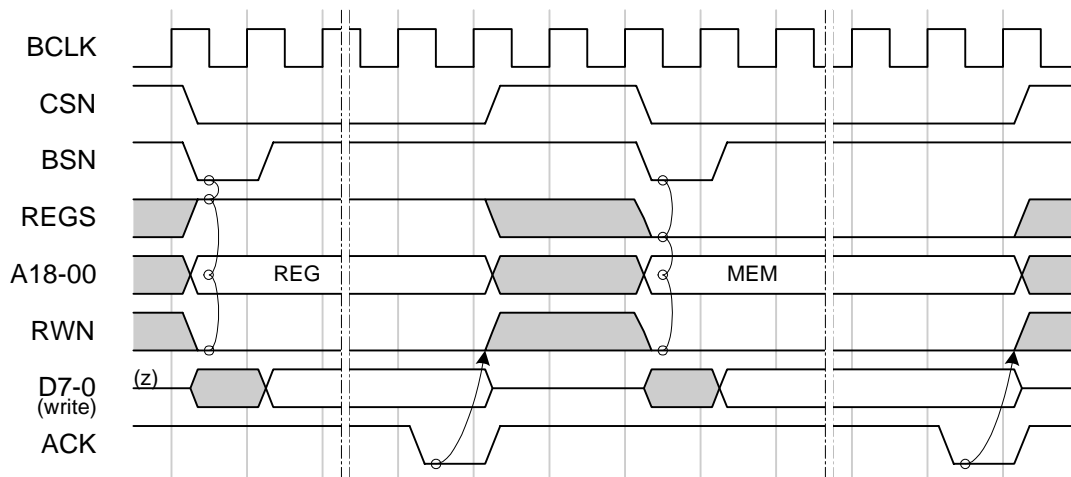 BCLK
CSN
BSN
REGS
A18-00
REG
MEM
RWN
D7-0
(z)
(write)
ACK